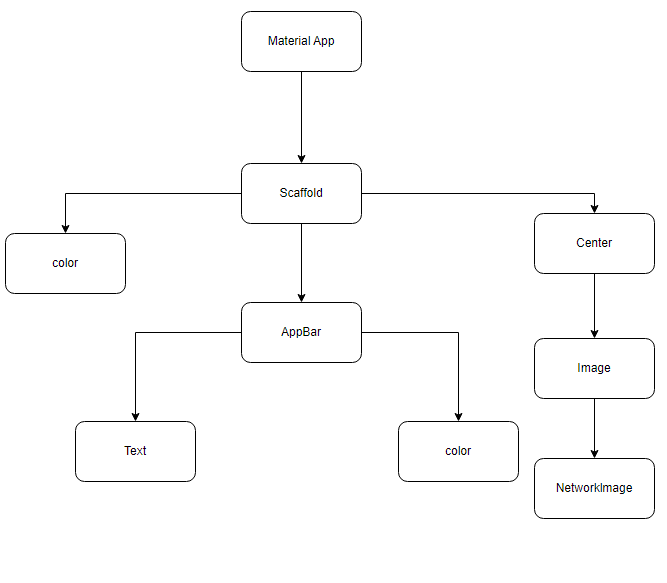 Material App
Scaffold
color
Center
AppBar
Image
Text
color
NetworkImage